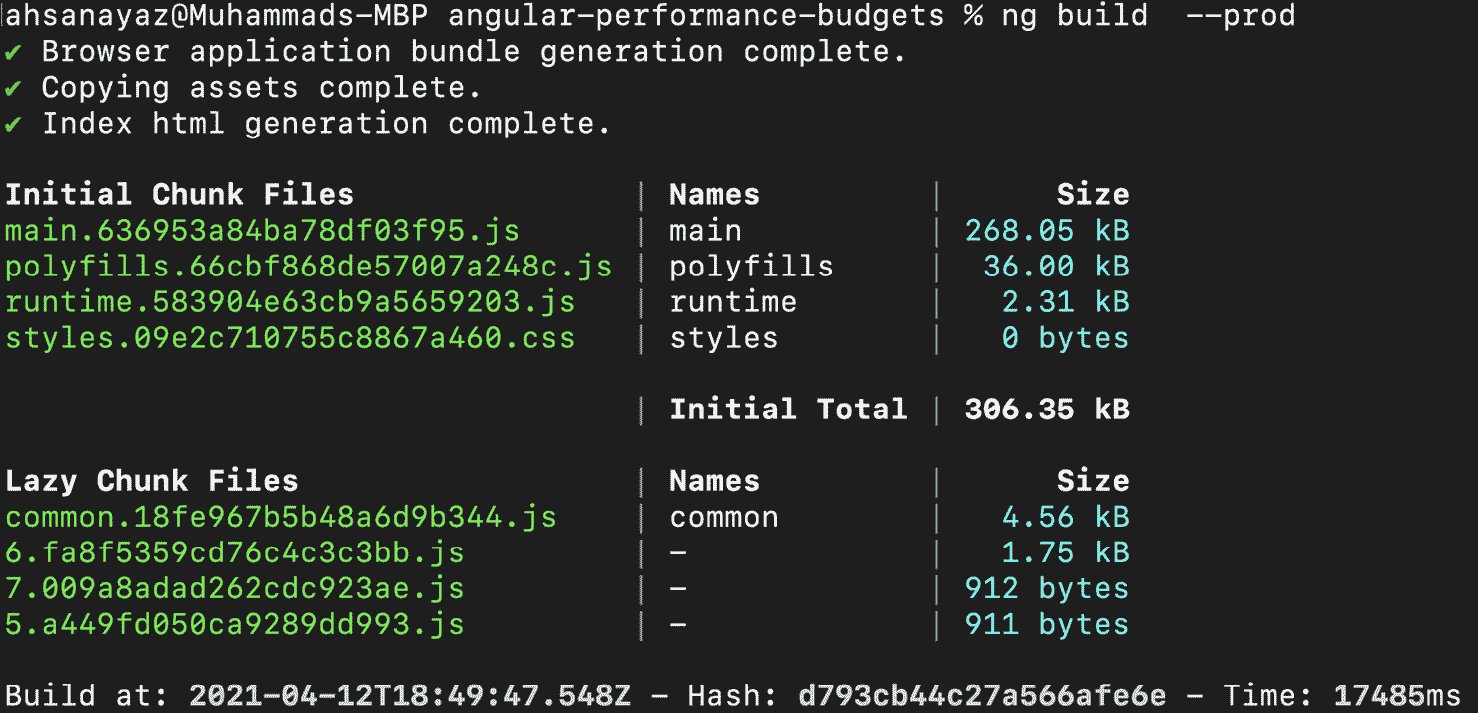 ahsanayaz@Muhammads-MBP angular-performance-budgets % ng build  --prod
✔ Browser application bundle generation complete.
✔ Copying assets complete.
✔ Index html generation complete.
Initial Chunk Files | Names | Size
main.636953a84ba78df03f95.js | main | 268.05 kB
polyfills.66cbf868de57007a248c.js | polyfills | 36.00 kB
runtime.583904e63cb9a5659203.js | runtime | 2.31 kB
styles.09e2c710755c8867a460.css | styles | 0 bytes
| Initial Total | 306.35 kB
Lazy Chunk Files | Names | Size
common.18fe967b5b48a6d9b344.js | common | 4.56 kB
6.fa8f5359cd76c4c3c3bb.js | – | 1.75 kB
7.009a8adad262cdc923ae.js | – | 912 bytes
5.a449fd050ca9289dd993.js | – | 911 bytes
Build at: 2021-04-12T18:49:47.548Z – Hash: d793cb44c27a566afe6e – Time: 17485ms